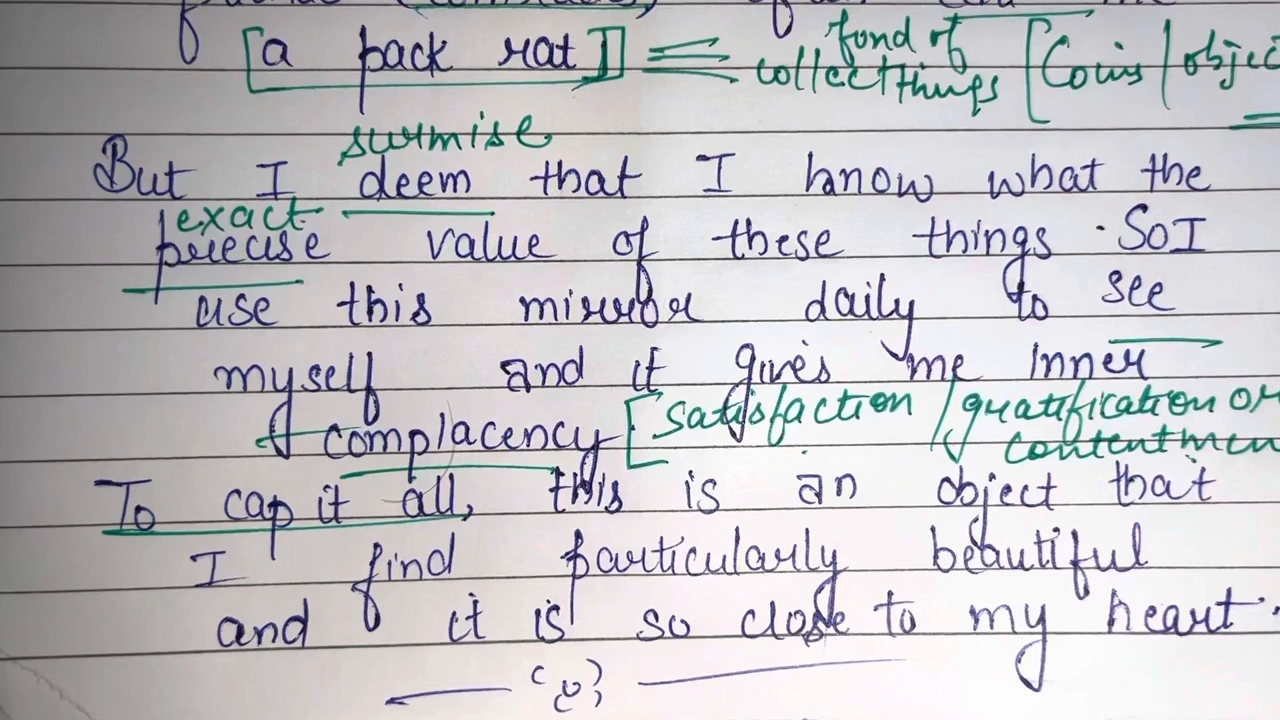 [a pack rat] = fond of collect things [Coins / objec
surmise
But I deem that I know what the
exact
precise value of these things. So I
use this mirror daily to see
myself and it gives me inner
complacency [satisfaction / gratification or
contentmen
To cap it all, this is an object that
I find particularly beautiful
and it is so close to my heart.